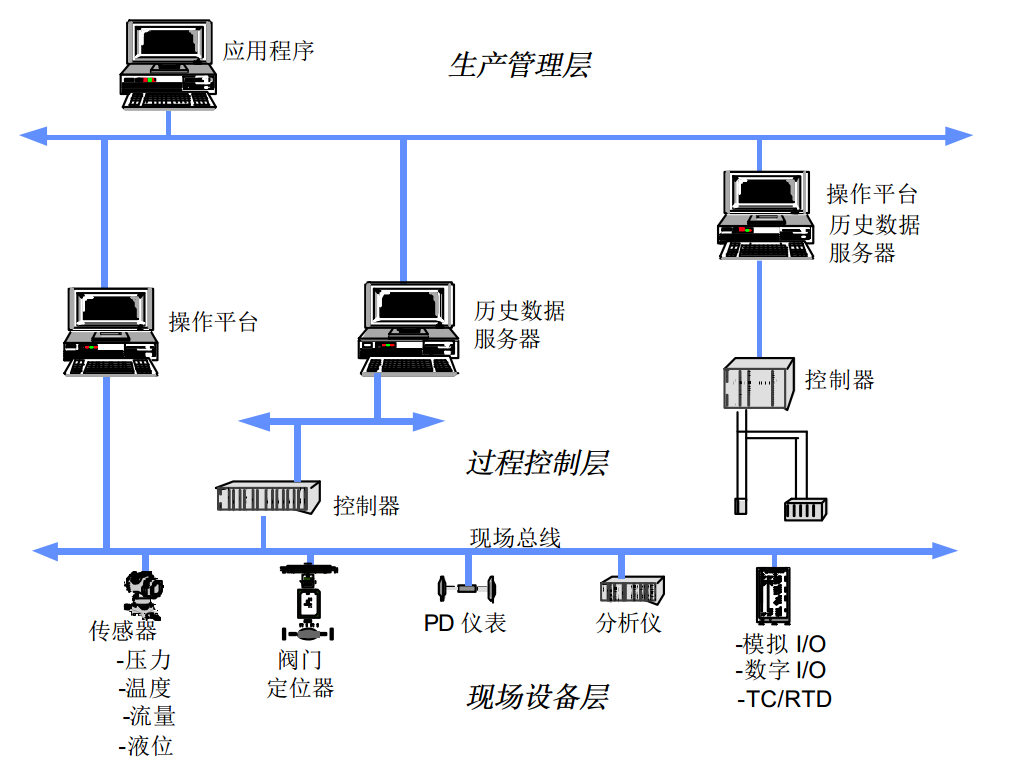 应用程序
生产管理层
操作平台
历史数据
服务器
操作平台
历史数据
服务器
控制器
过程控制层
控制器
现场总线
传感器
-压力
-温度
-流量
-液位
阀门
定位器
PD 仪表
分析仪
-模拟 I/O
-数字 I/O
-TC/RTD
现场设备层